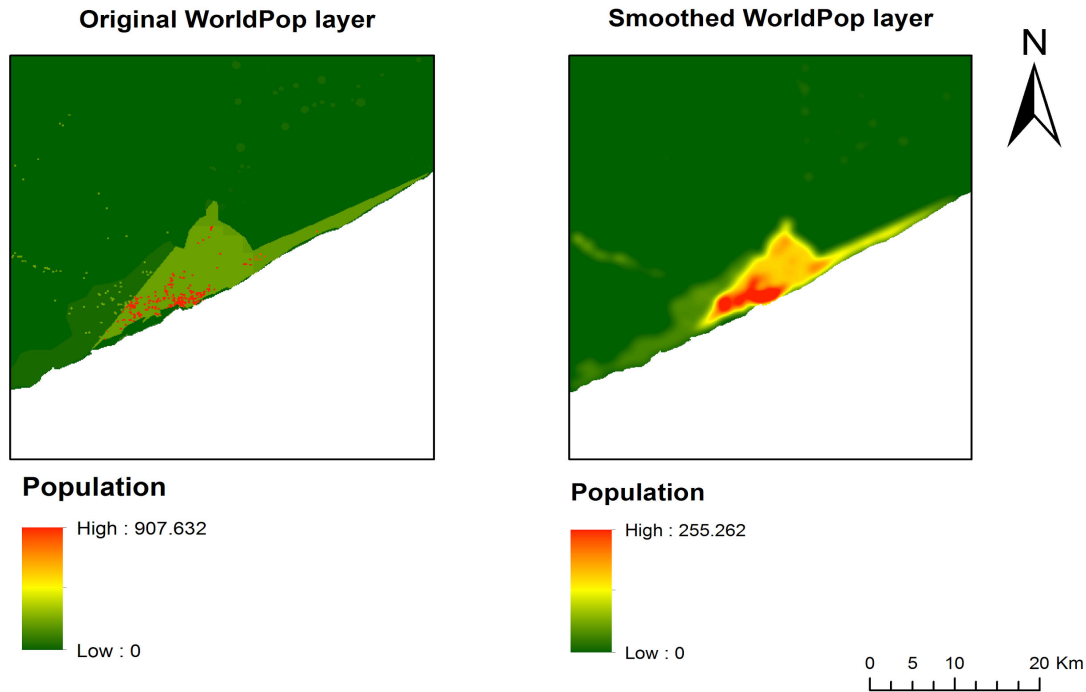 Original WorldPop layer
Smoothed WorldPop layer
N
Population
High : 907.632
Low : 0
Population
High : 255.262
Low : 0
0 5 10 20 Km